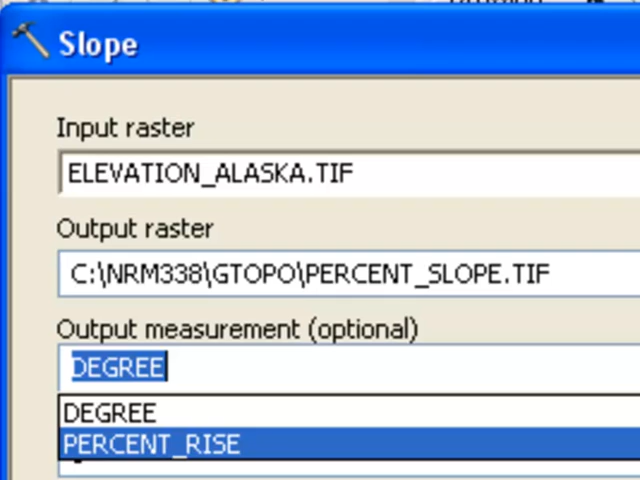 Slope
Input raster
ELEVATION_ALASKA.TIF
Output raster
C:\NRM338\GTOPO\PERCENT_SLOPE.TIF
Output measurement (optional)
DEGREE
DEGREE
PERCENT_RISE